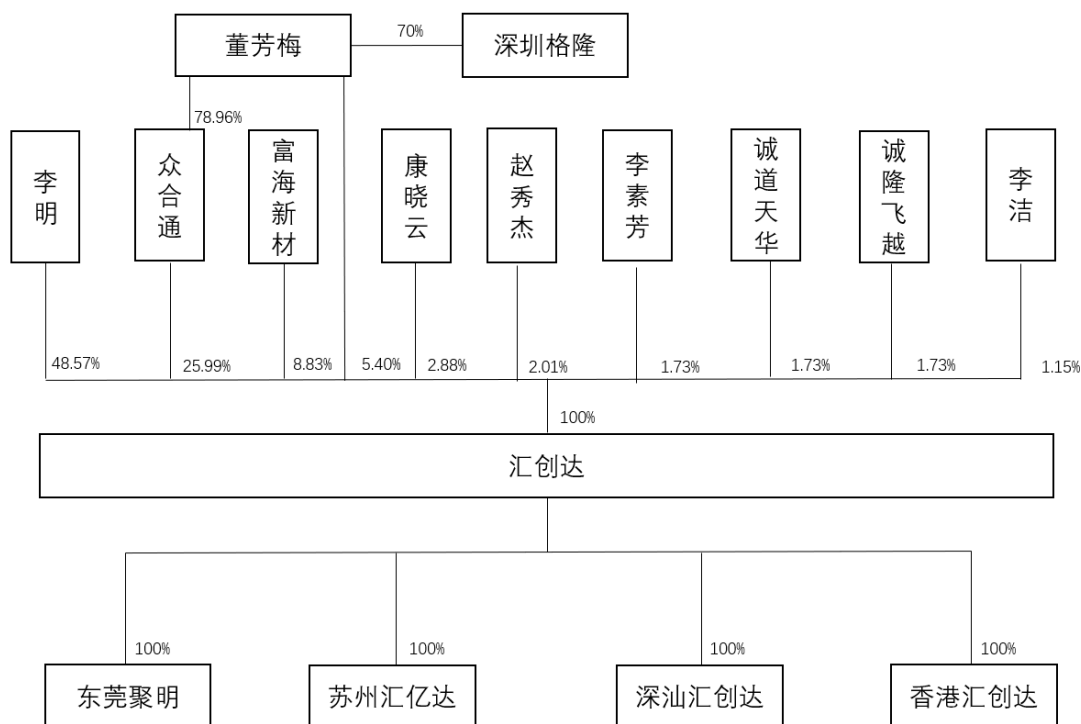 董芳梅
70%
深圳格隆
78.96%
李明
众合通
富海新材
康晓云
赵秀杰
李素芳
诚道天华
诚隆飞越
李洁
48.57%
25.99%
8.83%
5.40%
2.88%
2.01%
1.73%
1.73%
1.73%
1.15%
100%
汇创达
100%
100%
100%
100%
东莞聚明
苏州汇亿达
深汕汇创达
香港汇创达